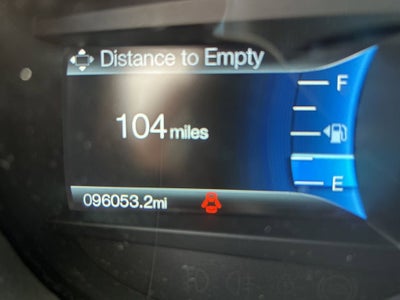 Distance to Empty
F
104 miles
E
096053.2mi